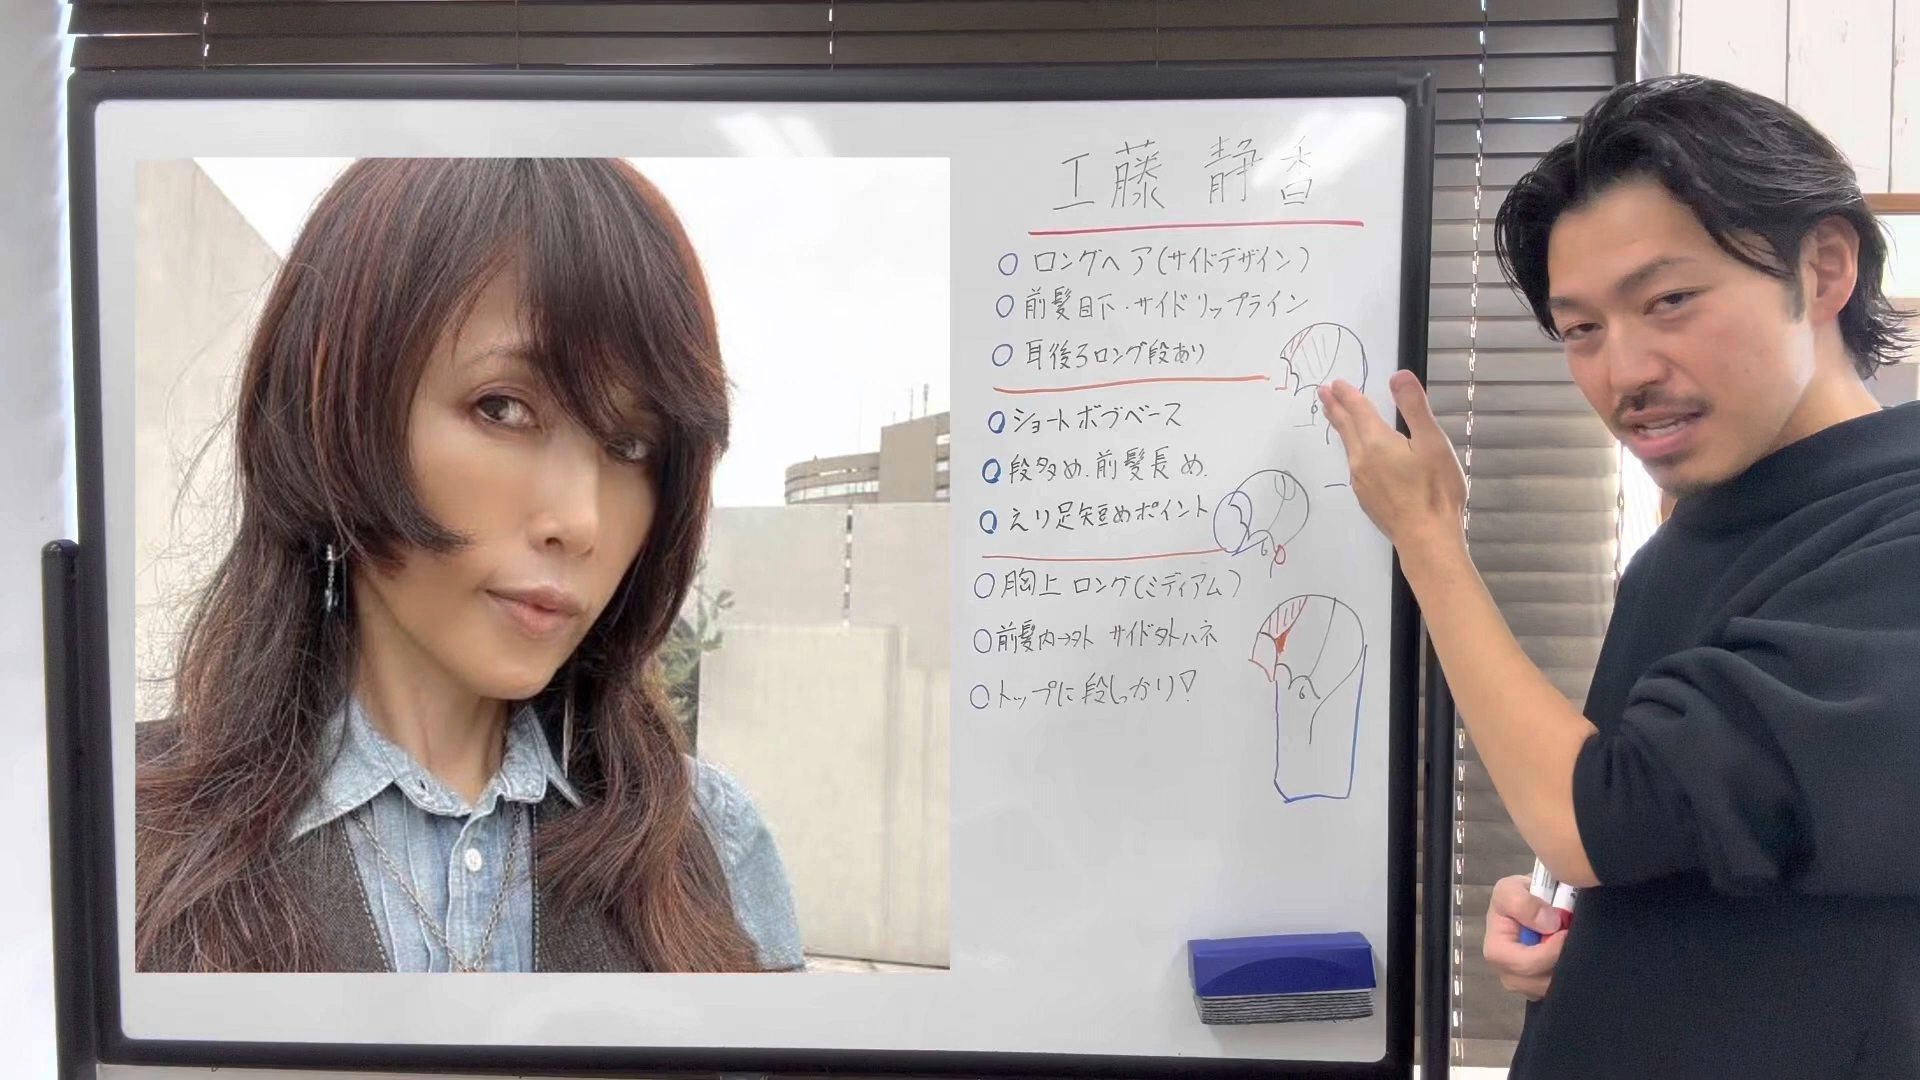 工藤 静香
○ ロングヘア(サイドデザイン)
○ 前髪目下・サイドリップライン
○ 耳後ろロング段あり
○ ショートボブベース
○ 段多め.前髪長め.
○ えり足短めポイント
○ 胸上 ロング(ミディアム)
○ 前髪内→外 サイド外ハネ
○ トップに段しっかり▽